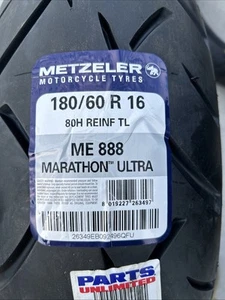 METZELER
MOTORCYCLE TYRES
180/60 R 16
80H REINF TL
ME 888
MARATHON™ ULTRA
8 019227 263497
PARTS
UNLIMITED